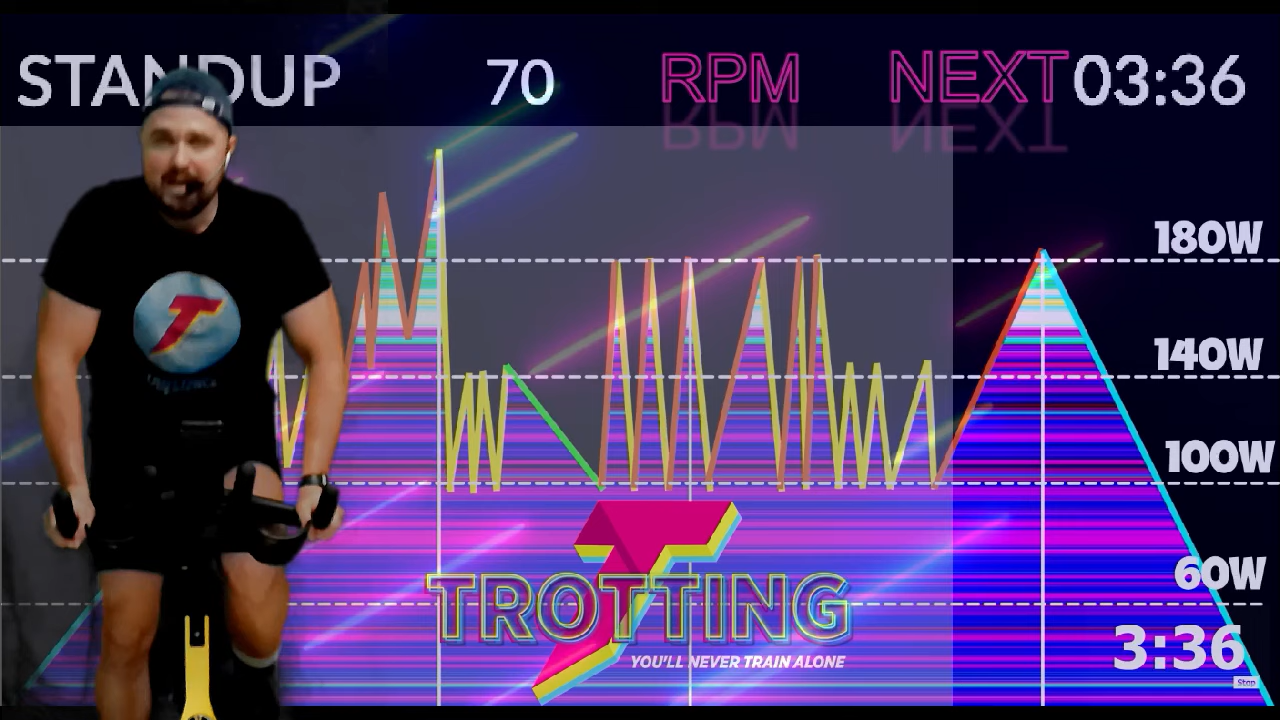 STANDUP 70 RPM NEXT 03:36
180W
140W
100W
60W
TROTTING
YOU'LL NEVER TRAIN ALONE
3:36
Stop